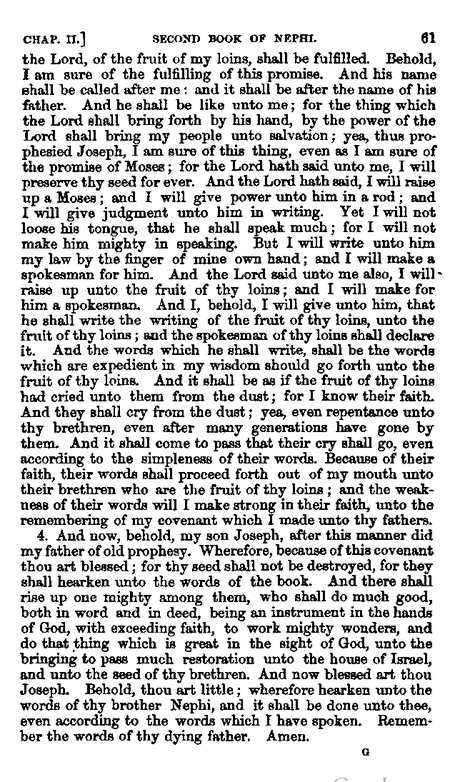 CHAP. II.] SECOND BOOK OF NEPHI. 61
the Lord, of the fruit of my loins, shall be fulfilled. Behold,
I am sure of the fulfilling of this promise. And his name
shall be called after me: and it shall be after the name of his
father. And he shall be like unto me; for the thing which
the Lord shall bring forth by his hand, by the power of the
Lord shall bring my people unto salvation; yea, thus pro-
phesied Joseph, I am sure of this thing, even as I am sure of
the promise of Moses; for the Lord hath said unto me, I will
preserve thy seed for ever. And the Lord hath said, I will raise
up a Moses; and I will give power unto him in a rod; and
I will give judgment unto him in writing. Yet I will not
loose his tongue, that he shall speak much; for I will not
make him mighty in speaking. But I will write unto him
my law by the finger of mine own hand; and I will make a
spokesman for him. And the Lord said unto me also, I will-
raise up unto the fruit of thy loins; and I will make for
him a spokesman. And I, behold, I will give unto him, that
he shall write the writing of the fruit of thy loins, unto the
fruit of thy loins; and the spokesman of thy loins shall declare
it. And the words which he shall write, shall be the words
which are expedient in my wisdom should go forth unto the
fruit of thy loins. And it shall be as if the fruit of thy loins
had cried unto them from the dust; for I know their faith.
And they shall cry from the dust; yea, even repentance unto
thy brethren, even after many generations have gone by
them. And it shall come to pass that their cry shall go, even
according to the simpleness of their words. Because of their
faith, their words shall proceed forth out of my mouth unto
their brethren who are the fruit of thy loins; and the weak-
ness of their words will I make strong in their faith, unto the
remembering of my covenant which I made unto thy fathers.
4. And now, behold, my son Joseph, after this manner did
my father of old prophesy. Wherefore, because of this covenant
thou art blessed; for thy seed shall not be destroyed, for they
shall hearken unto the words of the book. And there shall
rise up one mighty among them, who shall do much good,
both in word and in deed, being an instrument in the hands
of God, with exceeding faith, to work mighty wonders, and
do that thing which is great in the sight of God, unto the
bringing to pass much restoration unto the house of Israel,
and unto the seed of thy brethren. And now blessed art thou
Joseph. Behold, thou art little; wherefore hearken unto the
words of thy brother Nephi, and it shall be done unto thee,
even according to the words which I have spoken. Remem-
ber the words of thy dying father. Amen.
G